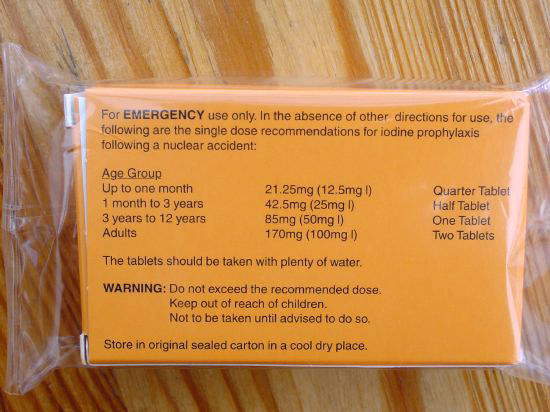 For EMERGENCY use only. In the absence of other directions for use, the
following are the single dose recommendations for iodine prophylaxis
following a nuclear accident:
Age Group
Up to one month 21.25mg (12.5mg I) Quarter Tablet
1 month to 3 years 42.5mg (25mg I) Half Tablet
3 years to 12 years 85mg (50mg I) One Tablet
Adults 170mg (100mg I) Two Tablets
The tablets should be taken with plenty of water.
WARNING: Do not exceed the recommended dose.
Keep out of reach of children.
Not to be taken until advised to do so.
Store in original sealed carton in a cool dry place.